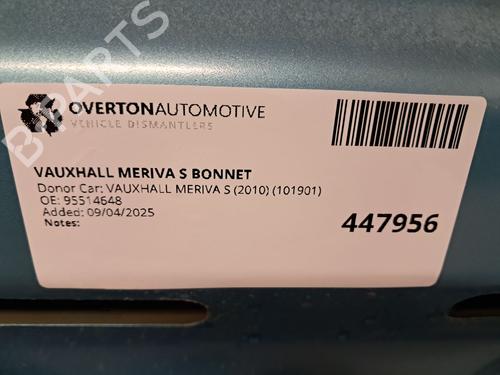 B-PARTS
OVERTONAUTOMOTIVE
VEHICLE DISMANTLERS
VAUXHALL MERIVA S BONNET
Donor Car: VAUXHALL MERIVA S (2010) (101901)
OE: 95514648
Added: 09/04/2025
Notes:
447956